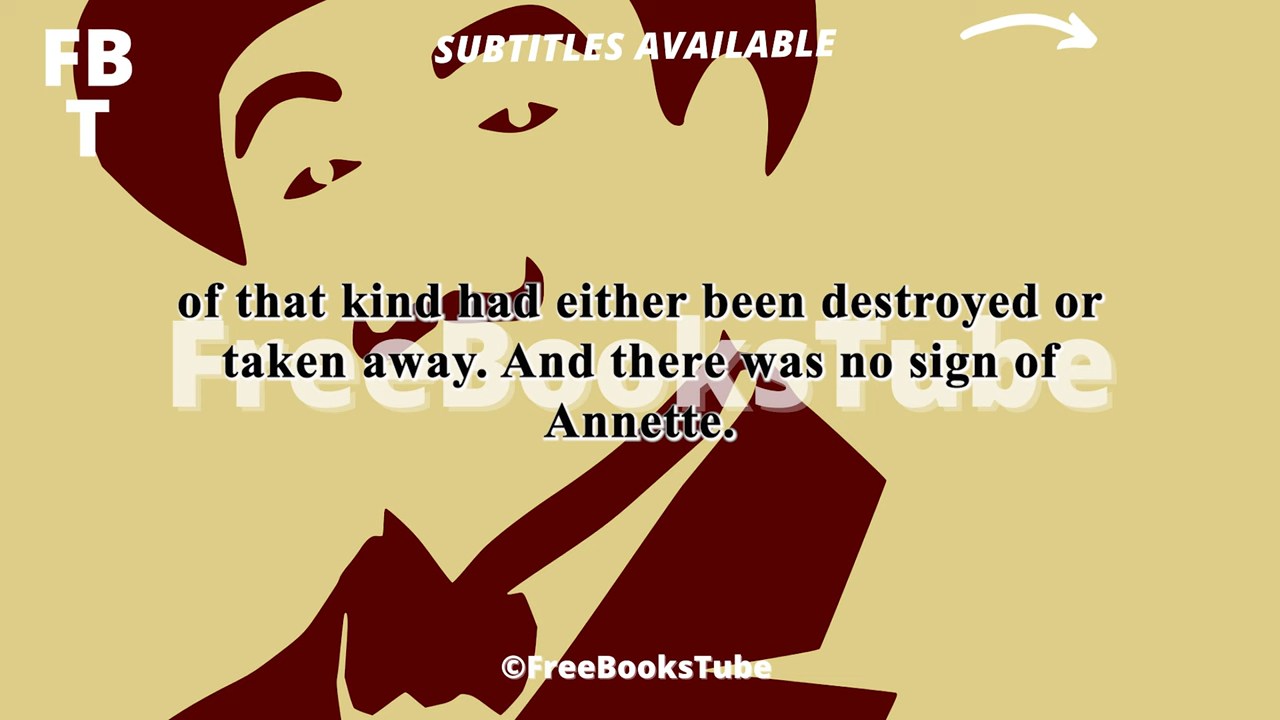 FB
T
SUBTITLES AVAILABLE
of that kind had either been destroyed or
taken away. And there was no sign of
Annette.
FreeBooksTube
©FreeBooksTube